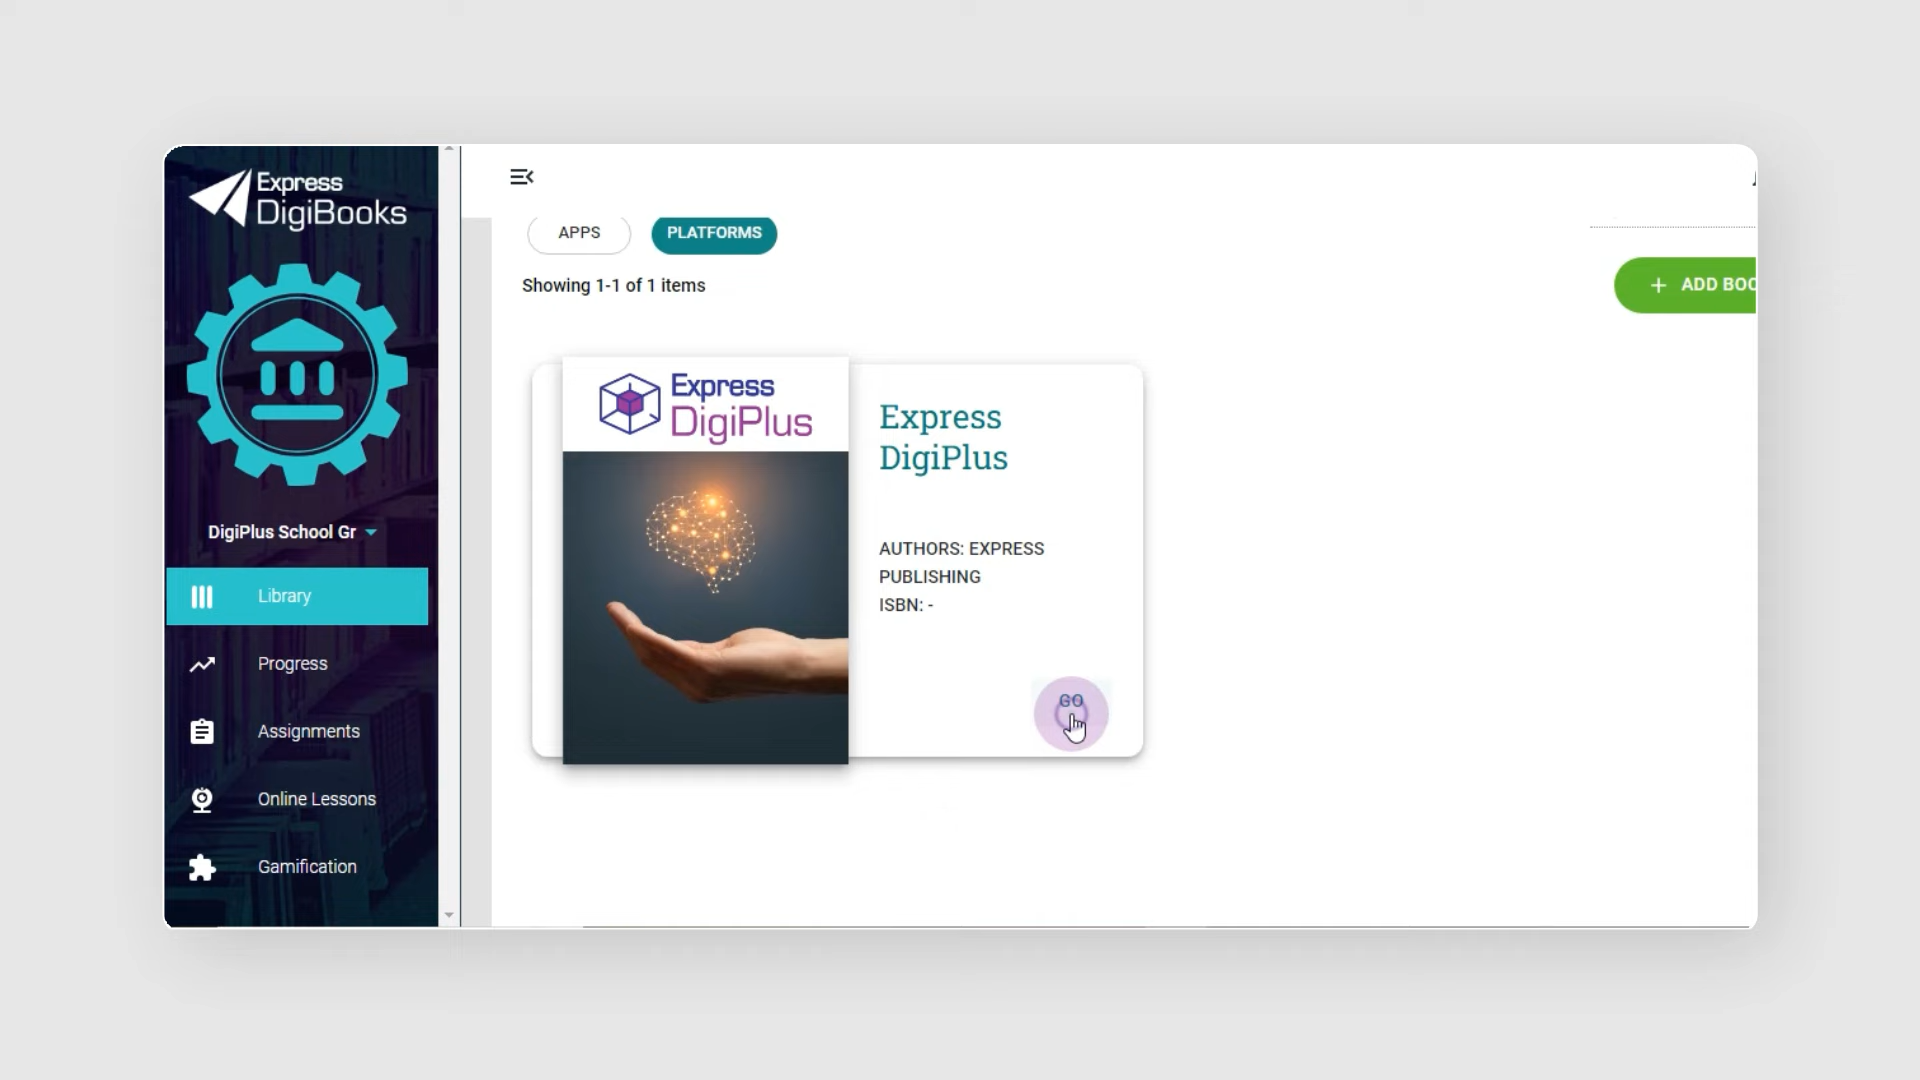 Express
DigiBooks
DigiPlus School Gr
Library
Progress
Assignments
Online Lessons
Gamification
APPS
PLATFORMS
Showing 1-1 of 1 items
+ ADD BOO
Express
DigiPlus
Express
DigiPlus
AUTHORS: EXPRESS
PUBLISHING
ISBN: -
GO